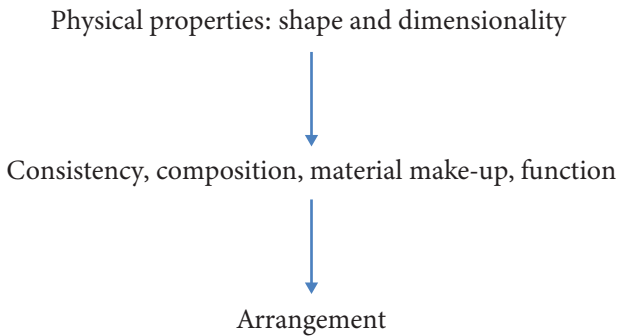 Physical properties: shape and dimensionality
Consistency, composition, material make-up, function
Arrangement